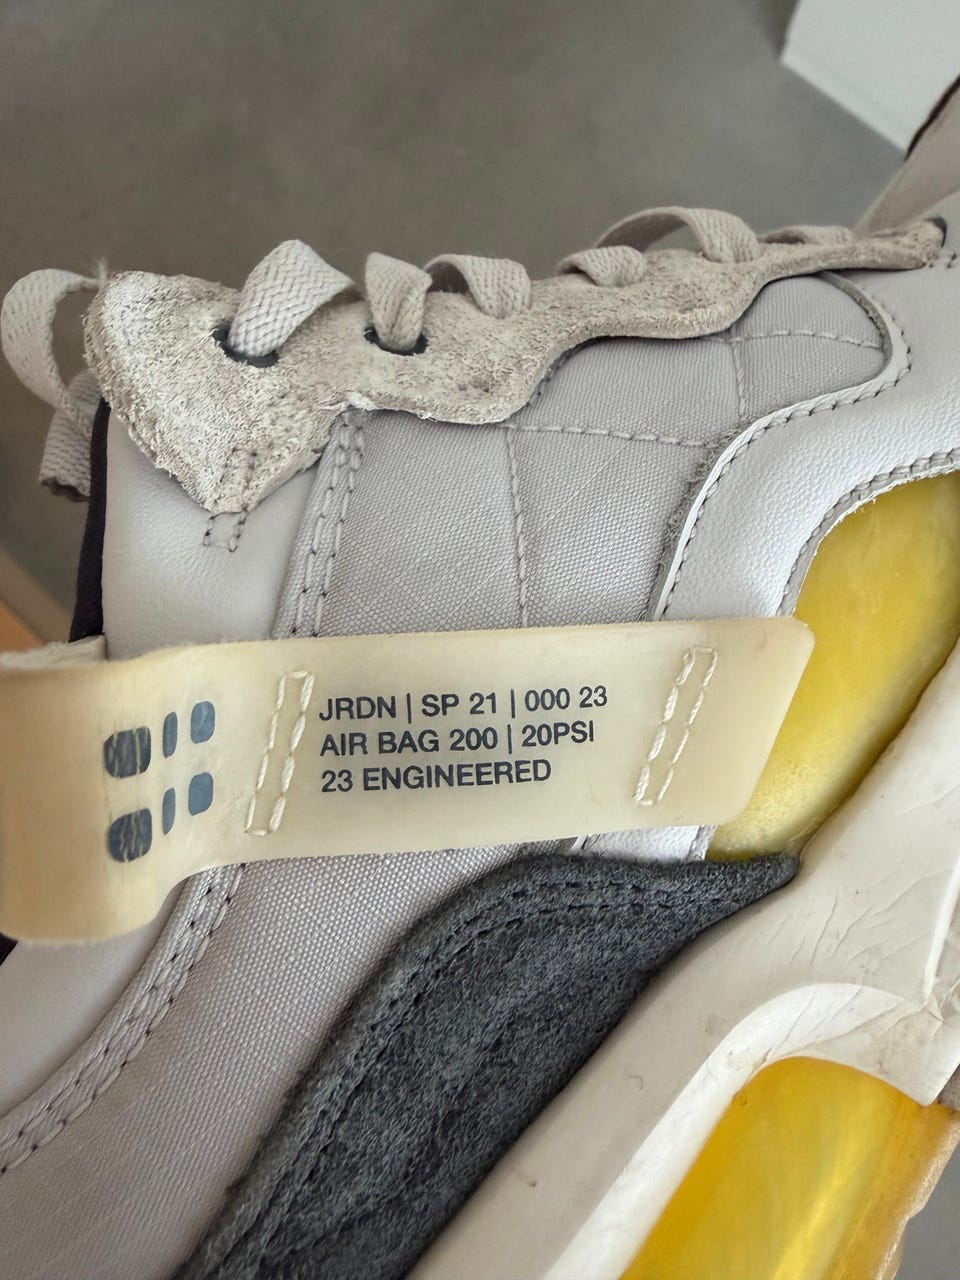 JRDN | SP 21 | 000 23
AIR BAG 200 | 20PSI
23 ENGINEERED